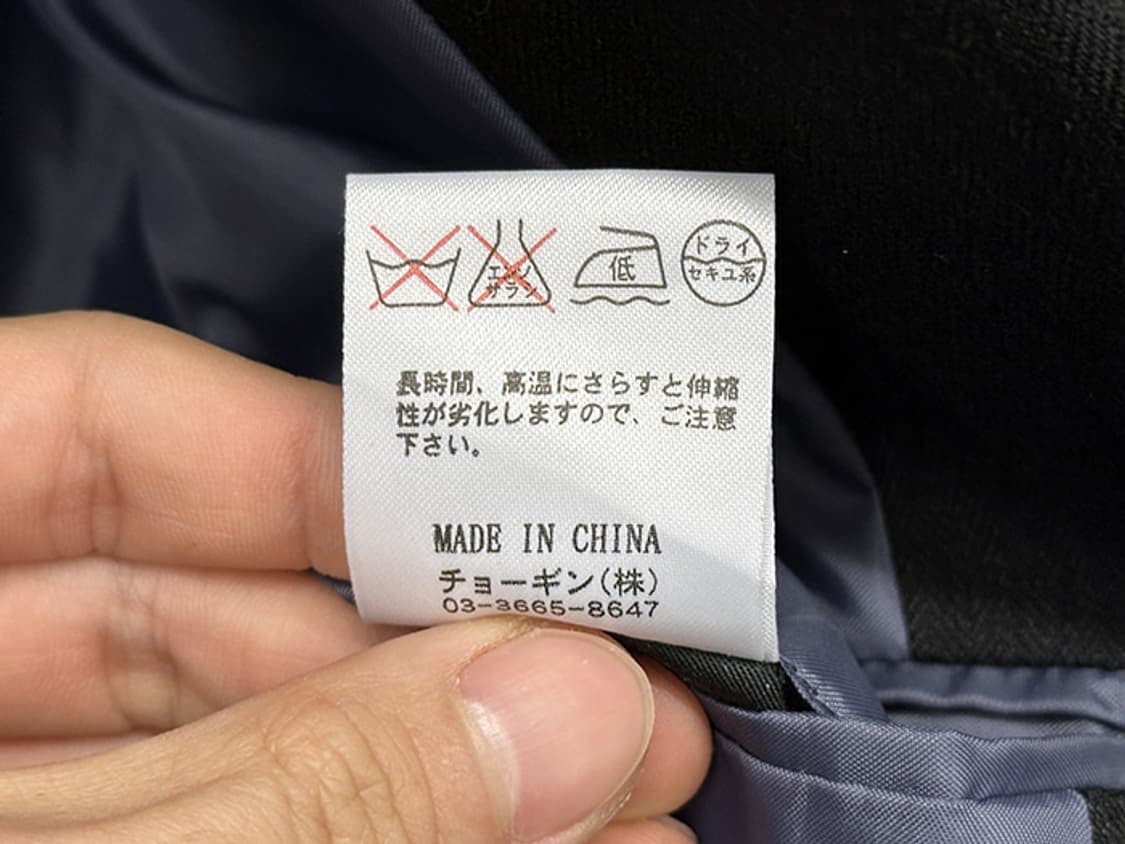 エンソ
サラシ
低
ドライ
セキユ系
長時間、高温にさらすと伸縮
性が劣化しますので、ご注意
下さい。
MADE IN CHINA
チョーギン(株)
03-3665-8647